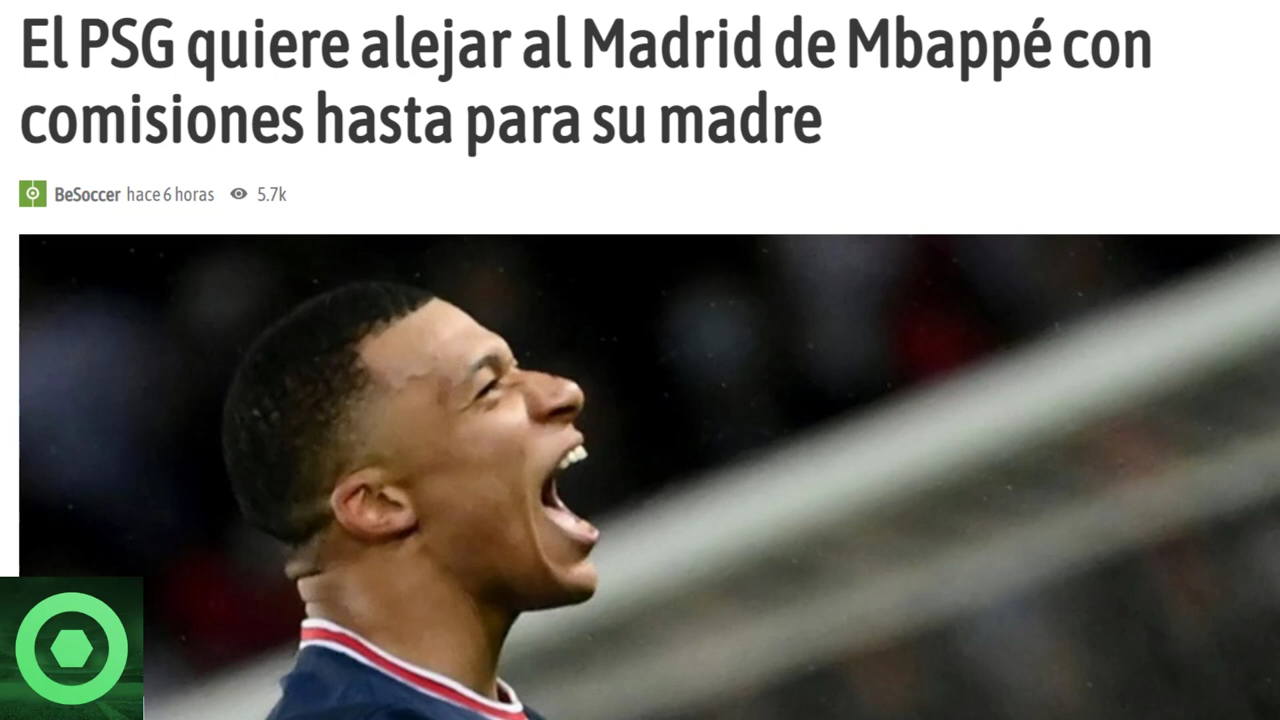 El PSG quiere alejar al Madrid de Mbappé con
comisiones hasta para su madre
BeSoccer hace 6 horas 5.7k